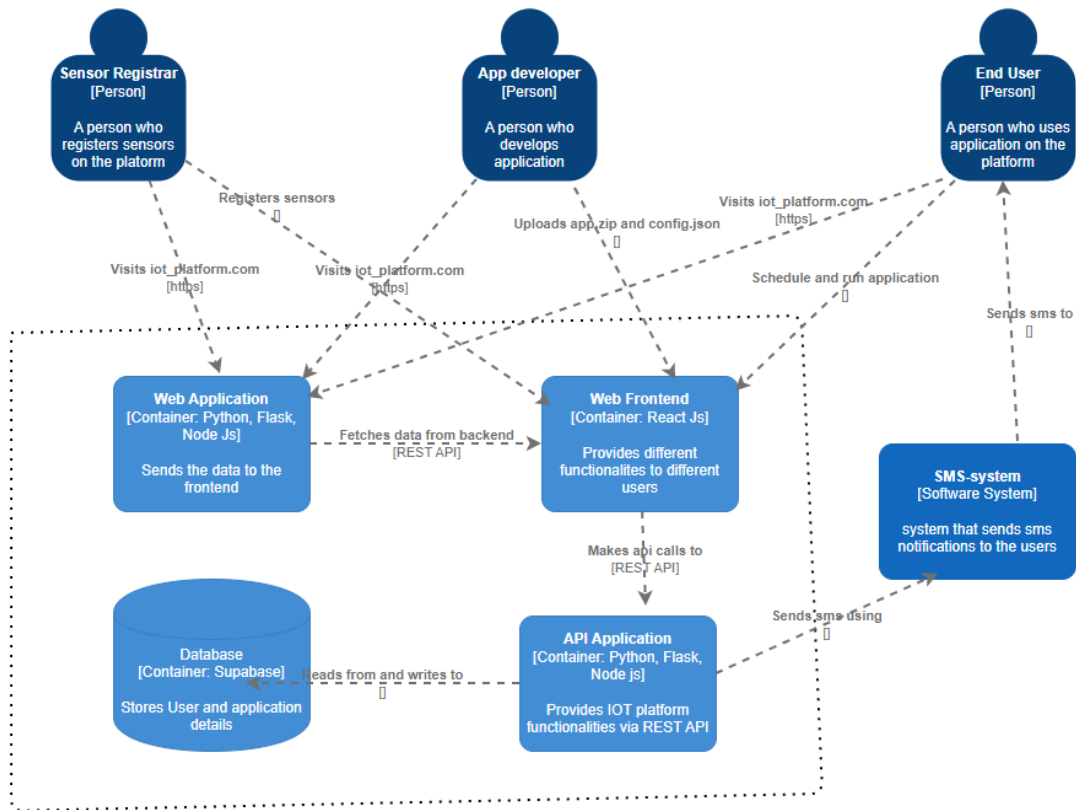 Sensor Registrar
[Person]
A person who
registers sensors
on the platorm
App developer
[Person]
A person who
develops
application
End User
[Person]
A person who uses
application on the
platform
Registers sensors
[]
Uploads app.zip and config.json
[]
Visits iot_platform.com
[https]
Visits iot_platform.com
[https]
Visits iot_platform.com
[https]
Schedule and run application
[]
Sends sms to
[]
Web Application
[Container: Python, Flask,
Node Js]
Sends the data to the
frontend
Fetches data from backend
[REST API]
Web Frontend
[Container: React Js]
Provides different
functionalites to different
users
SMS-system
[Software System]
system that sends sms
notifications to the users
Makes api calls to
[REST API]
Sends sms using
[]
Database
[Container: Supabase]
Stores User and application
details
Reads from and writes to
[]
API Application
[Container: Python, Flask,
Node js]
Provides IOT platform
functionalities via REST API